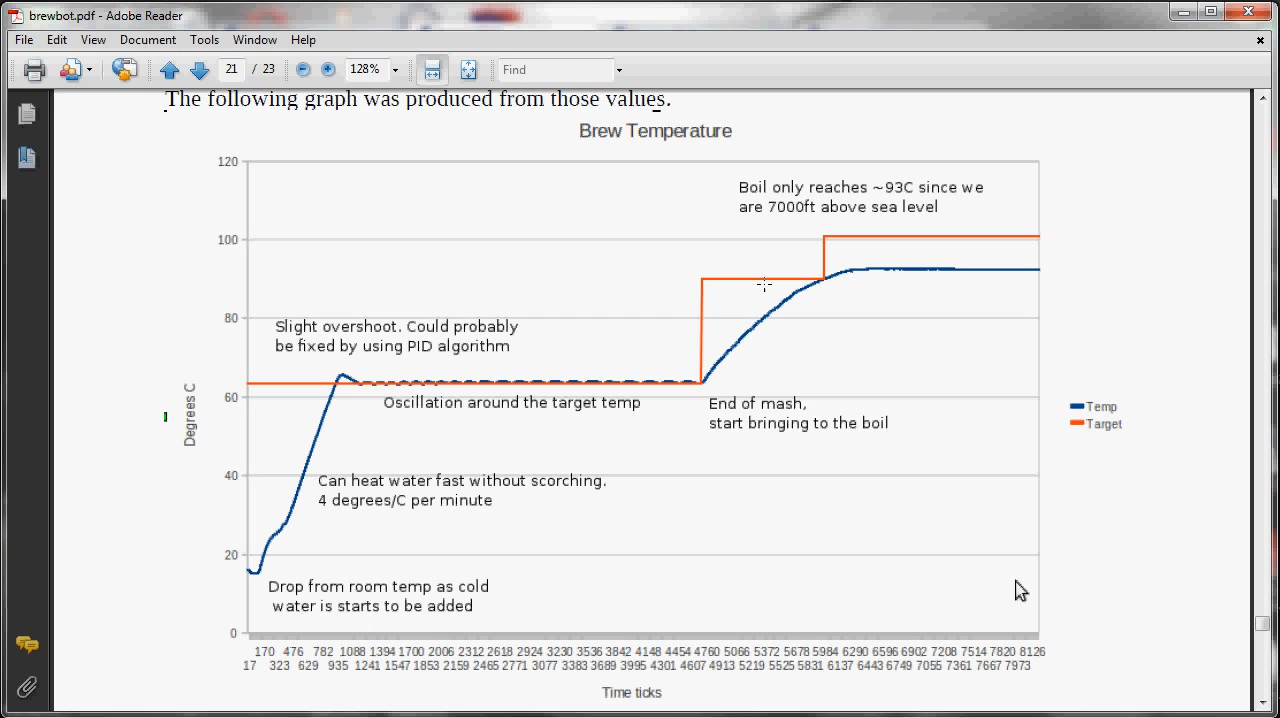 brewbot.pdf - Adobe Reader
File Edit View Document Tools Window Help
21 / 23 128% Find
The following graph was produced from those values.
Brew Temperature
120
Boil only reaches ~93C since we
are 7000ft above sea level
100
80
Slight overshoot. Could probably
be fixed by using PID algorithm
Degrees C
60
Oscillation around the target temp
End of mash,
start bringing to the boil
Temp
Target
40
Can heat water fast without scorching.
4 degrees/C per minute
20
Drop from room temp as cold
water is starts to be added
0
170 476 782 1088 1394 1700 2006 2312 2618 2924 3230 3536 3842 4148 4454 4760 5066 5372 5678 5984 6290 6596 6902 7208 7514 7820 8126
17 323 629 935 1241 1547 1853 2159 2465 2771 3077 3383 3689 3995 4301 4607 4913 5219 5525 5831 6137 6443 6749 7055 7361 7667 7973
Time ticks